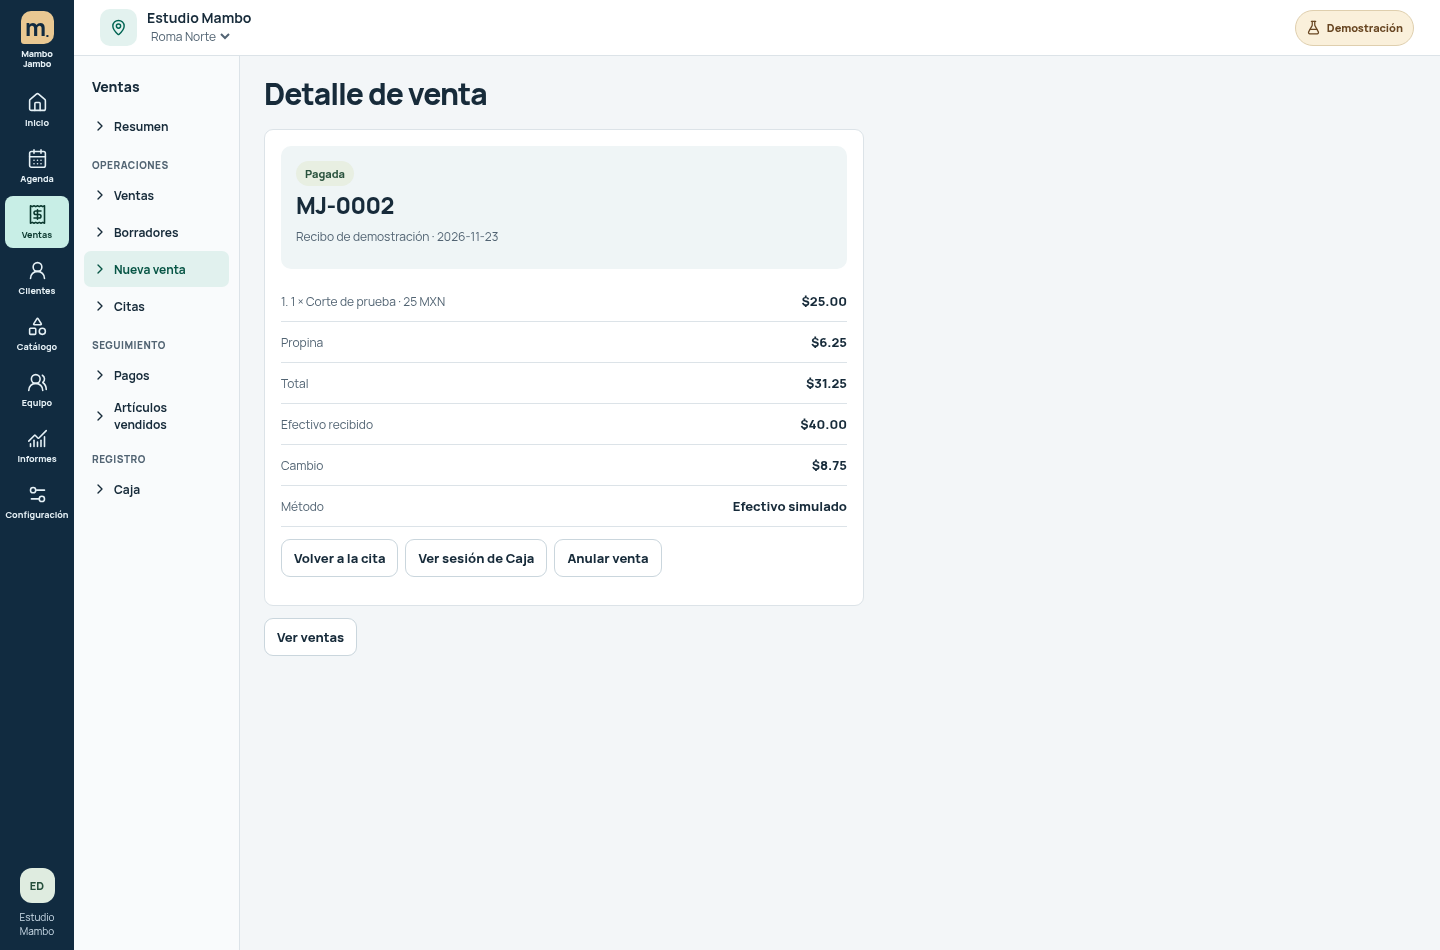 m.
Mambo
Jambo
Inicio
Agenda
Ventas
Clientes
Catálogo
Equipo
Informes
Configuración
ED
Estudio
Mambo
Estudio Mambo
Roma Norte
Demostración
Ventas
Resumen
OPERACIONES
Ventas
Borradores
Nueva venta
Citas
SEGUIMIENTO
Pagos
Artículos
vendidos
REGISTRO
Caja
Detalle de venta
Pagada
MJ-0002
Recibo de demostración · 2026-11-23
1. 1 × Corte de prueba · 25 MXN $25.00
Propina $6.25
Total $31.25
Efectivo recibido $40.00
Cambio $8.75
Método Efectivo simulado
Volver a la cita Ver sesión de Caja Anular venta
Ver ventas